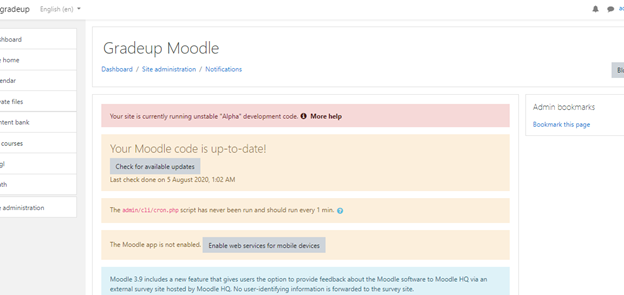 gradeup English (en)
Gradeup Moodle
Dashboard / Site administration / Notifications
shboard
home
endar
vate files
ntent bank
courses
gl
ath
administration
Your site is currently running unstable "Alpha" development code. More help
Your Moodle code is up-to-date!
Check for available updates
Last check done on 5 August 2020, 1:02 AM
The admin/cli/cron.php script has never been run and should run every 1 min.
The Moodle app is not enabled. Enable web services for mobile devices
Moodle 3.9 includes a new feature that gives users the option to provide feedback about the Moodle software to Moodle HQ via an
external survey site hosted by Moodle HQ. No user-identifying information is forwarded to the survey site.
Bl
Admin bookmarks
Bookmark this page